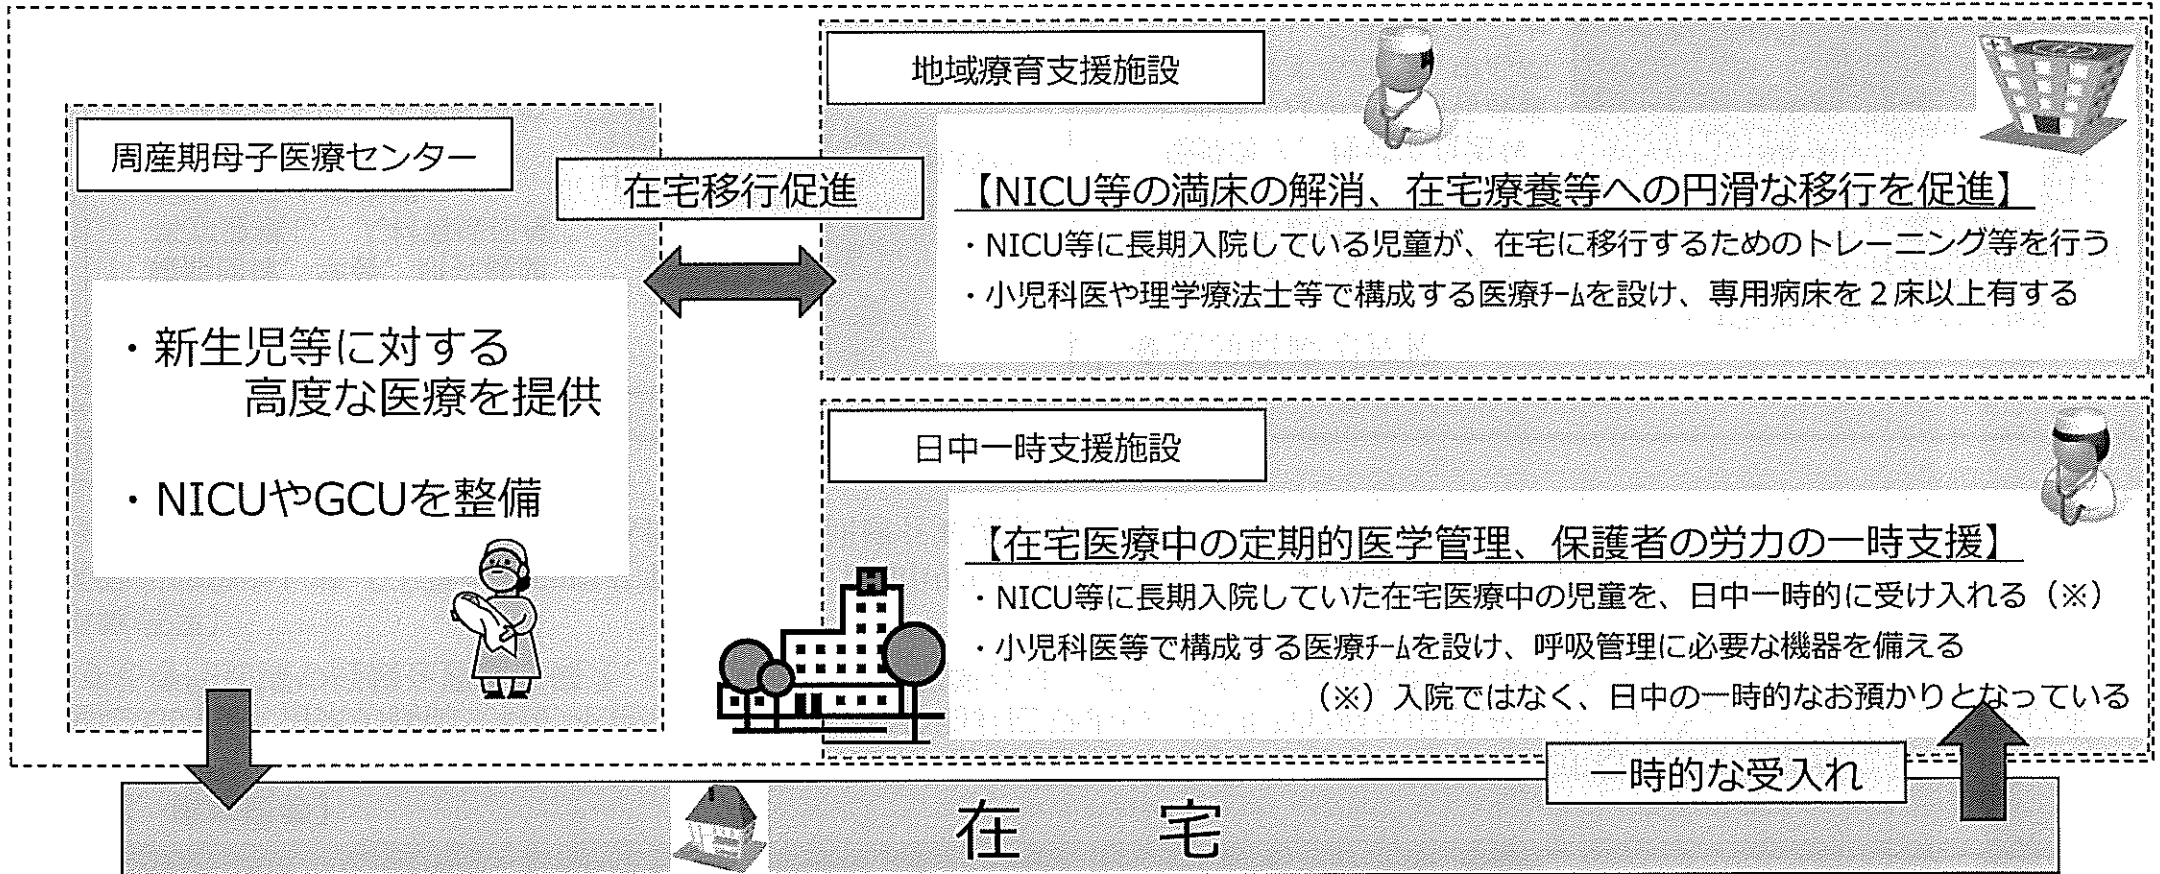 周産期母子医療センター
・新生児等に対する
高度な医療を提供
・NICUやGCUを整備
在宅移行促進
地域療育支援施設
【NICU等の満床の解消、在宅療養等への円滑な移行を促進】
・NICU等に長期入院している児童が、在宅に移行するためのトレーニング等を行う
・小児科医や理学療法士等で構成する医療ﾁｰﾑを設け、専用病床を２床以上有する
日中一時支援施設
【在宅医療中の定期的医学管理、保護者の労力の一時支援】
・NICU等に長期入院していた在宅医療中の児童を、日中一時的に受け入れる（※）
・小児科医等で構成する医療ﾁｰﾑを設け、呼吸管理に必要な機器を備える
（※）入院ではなく、日中の一時的なお預かりとなっている
H
一時的な受入れ
在　宅